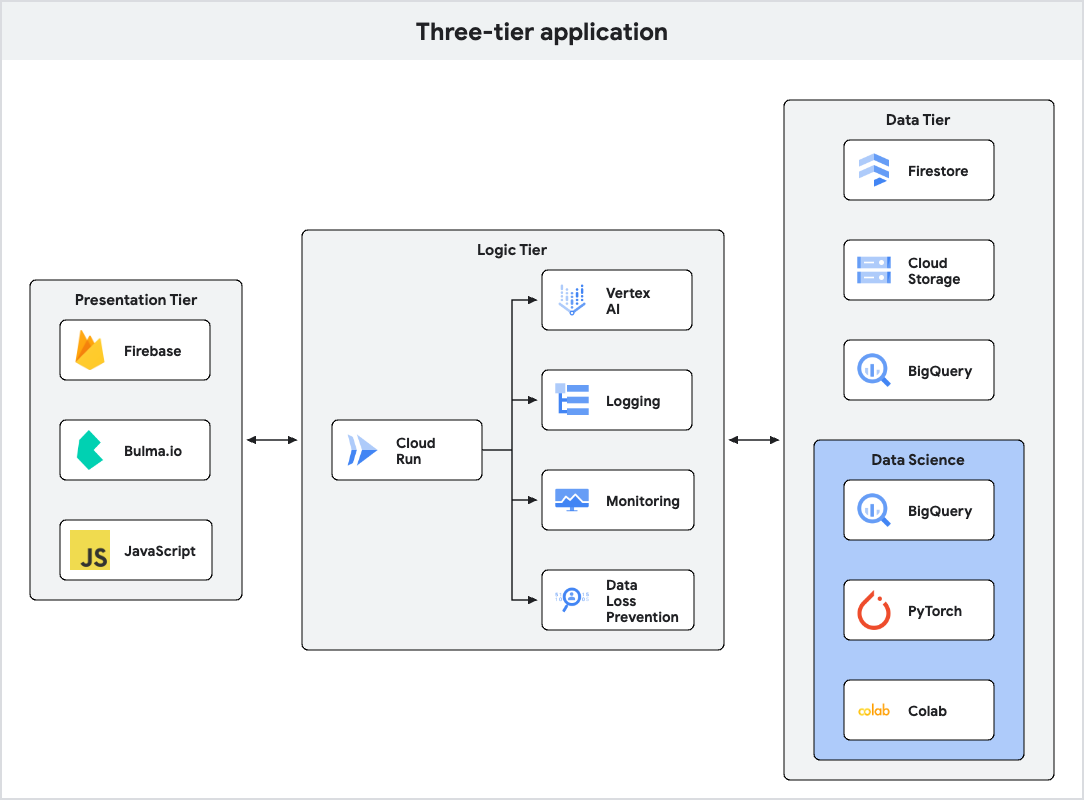 Three-tier application
Presentation Tier
Firebase
Bulma.io
JS
JavaScript
Logic Tier
Cloud
Run
Vertex
AI
Logging
Monitoring
Data
Loss
Prevention
Data Tier
Firestore
Cloud
Storage
BigQuery
Data Science
BigQuery
PyTorch
colab
Colab